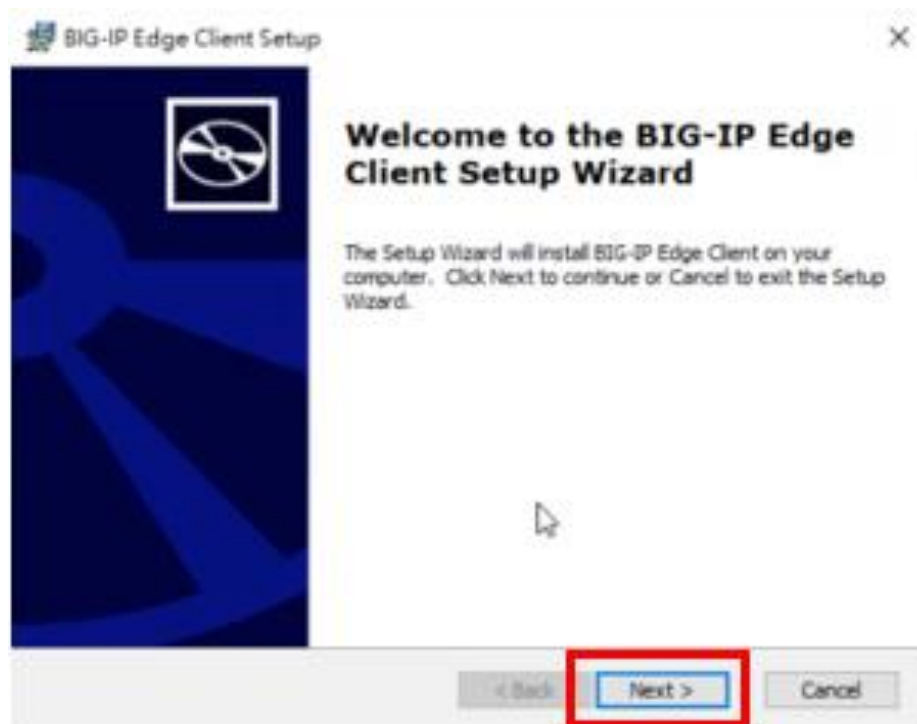 BIG-IP Edge Client Setup
Welcome to the BIG-IP Edge
Client Setup Wizard
The Setup Wizard will install BIG-IP Edge Client on your
computer. Click Next to continue or Cancel to exit the Setup
Wizard.
< Back
Next >
Cancel